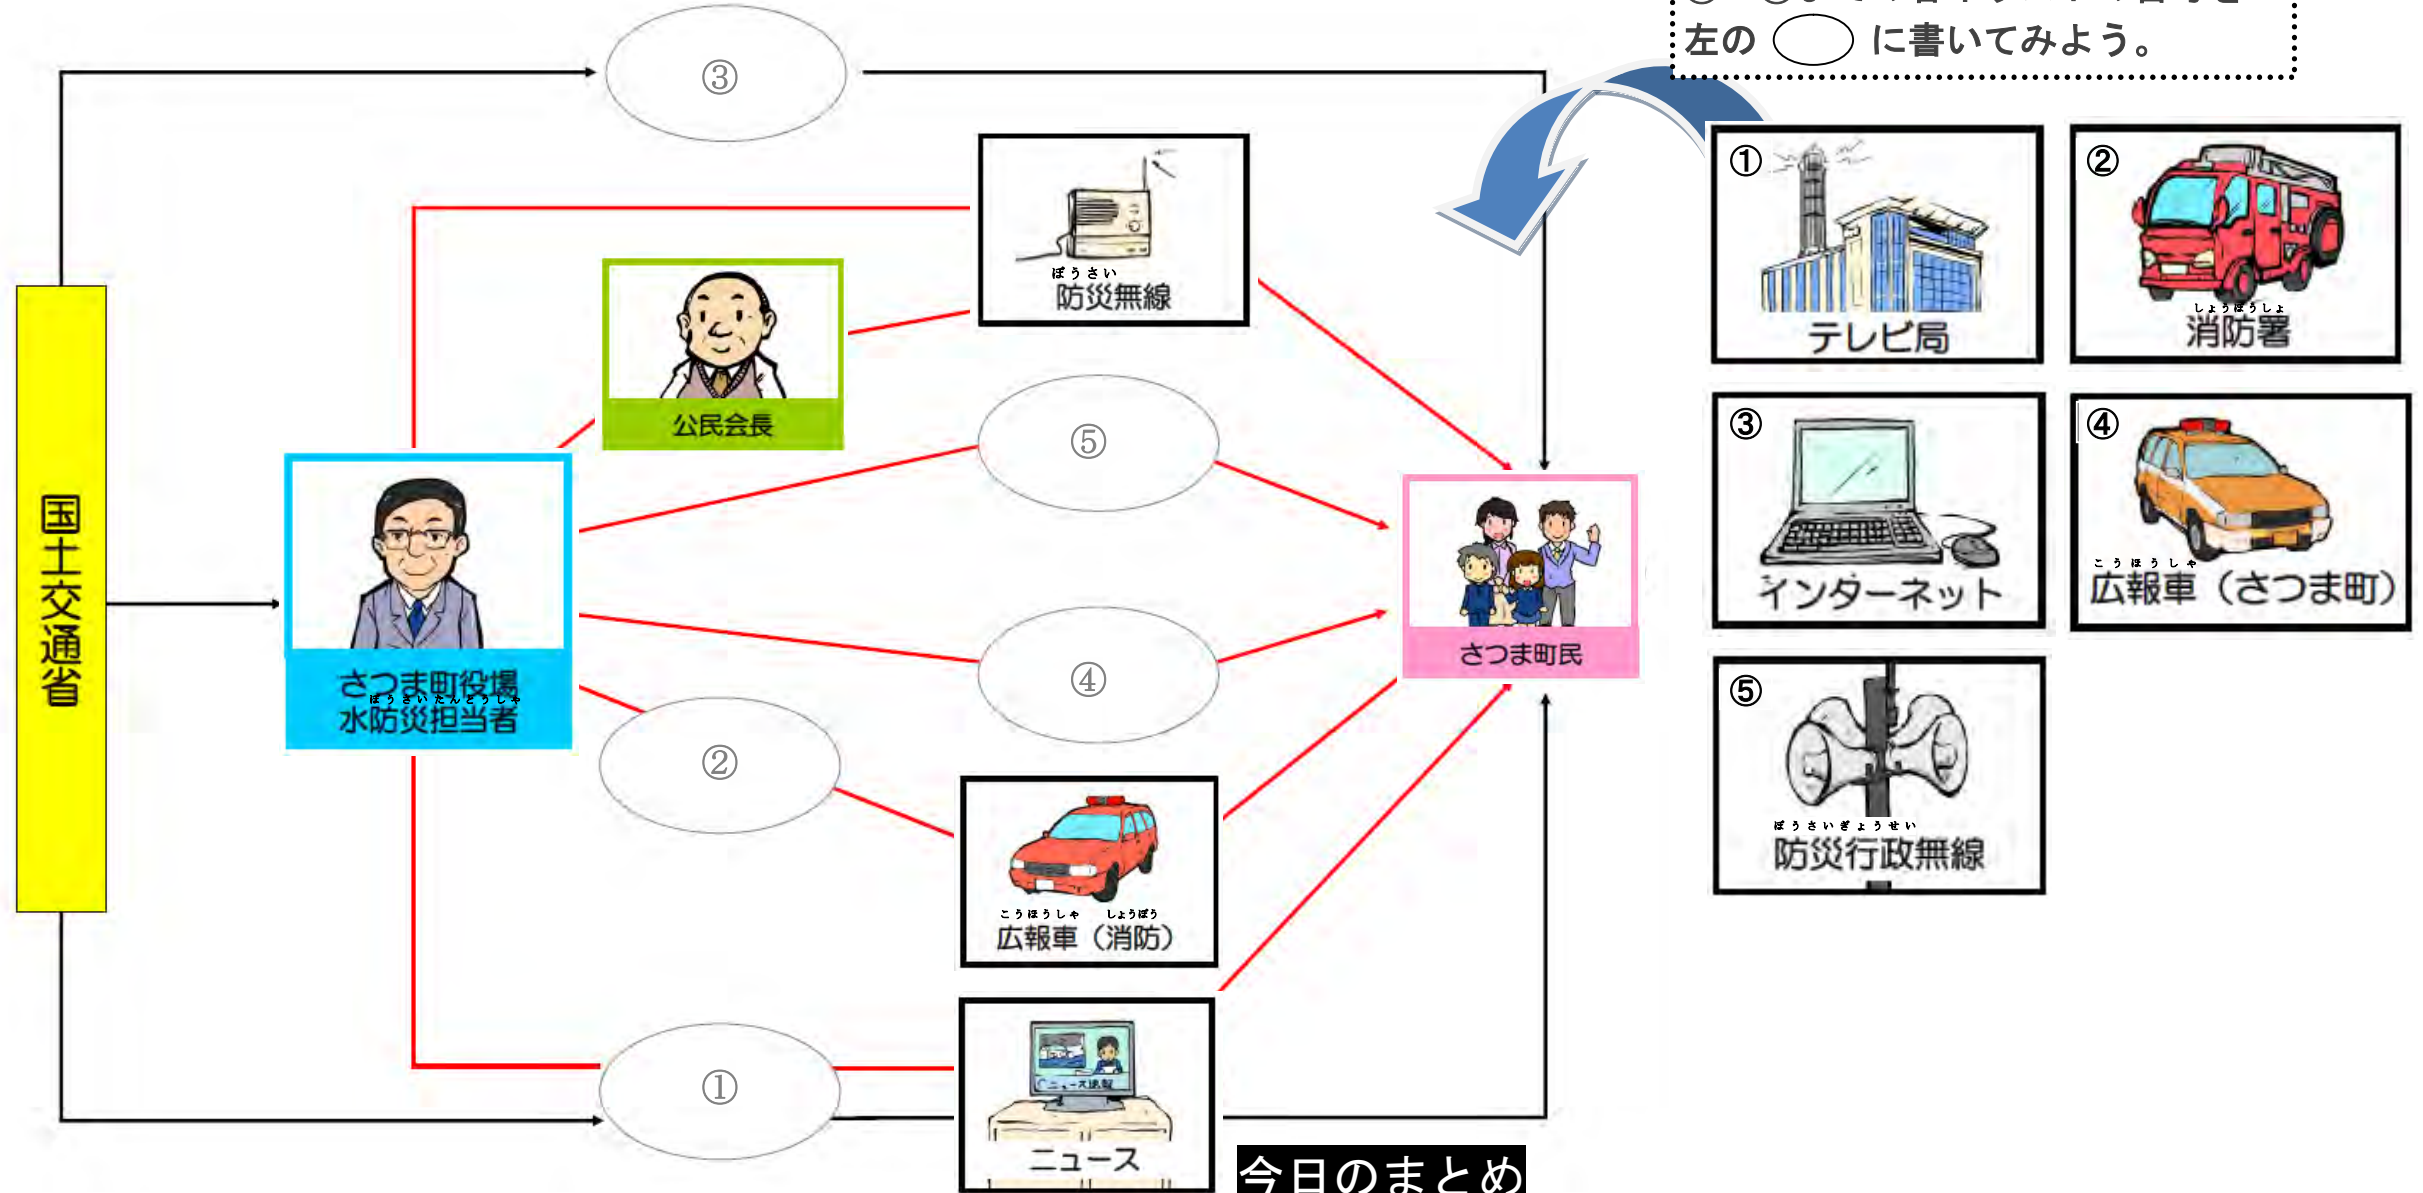 左の に書いてみよう。
③
ぼうさい
防災無線
公民会長
⑤
国土交通省
さつま町役場
ぼうさいたんとうしゃ
水防災担当者
さつま町民
④
②
こうほうしゃ しょうぼう
広報車（消防）
①
ニュース速報
ニュース
今日のまとめ
①
テレビ局
②
しょうぼうしょ
消防署
③
インターネット
④
こうほうしゃ
広報車（さつま町）
⑤
ぼうさいぎょうせい
防災行政無線